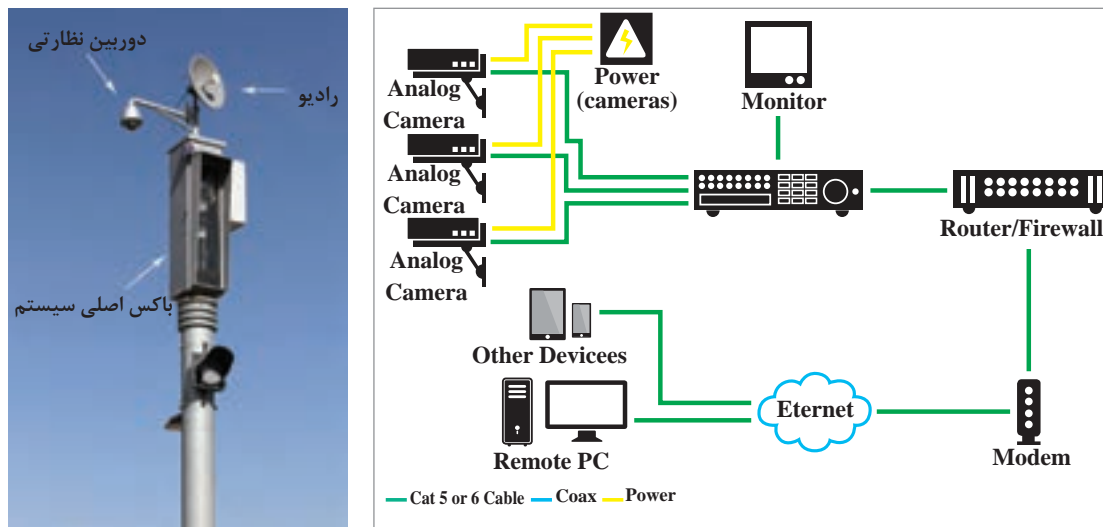 دوربین نظارتی
رادیو
باکس اصلی سیستم
Power
(cameras)
Monitor
Analog
Camera
Analog
Camera
Analog
Camera
Router/Firewall
Other Devicees
Eternet
Remote PC
Modem
Cat 5 or 6 Cable Coax Power